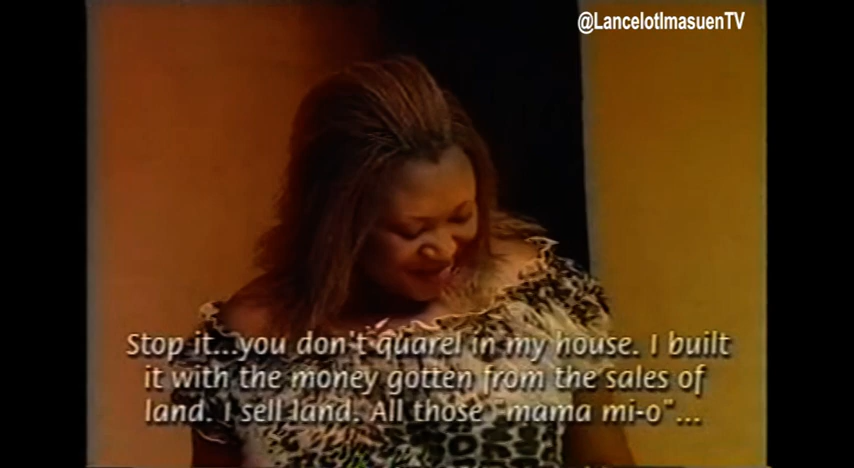 @LancelotImasuenTV
Stop it...you don't quarel in my house. I built
it with the money gotten from the sales of
land. I sell land. All those "mama mi-o"...